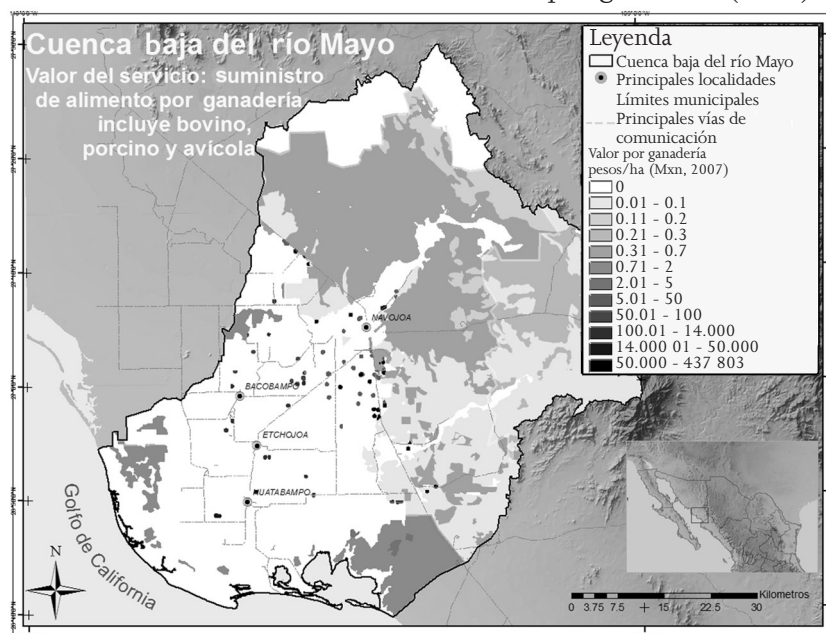 Cuenca baja del río Mayo
Valor del servicio: suministro
de alimento por ganadería
incluye bovino,
porcino y avícola
Leyenda
Cuenca baja del río Mayo
Principales localidades
Límites municipales
Principales vías de
comunicación
Valor por ganadería
pesos/ha (Mxn, 2007)
0
0.01 - 0.1
0.11 - 0.2
0.21 - 0.3
0.31 - 0.7
0.71 - 2
2.01 - 5
5.01 - 50
50.01 - 100
100.01 - 14.000
14.000 01 - 50.000
50.000 - 437 803
NAVOJOA
BACOBAMPO
ETCHOJOA
HUATABAMPO
Golfo de California
N
Kilometros
0 3.75 7.5 15 22.5 30